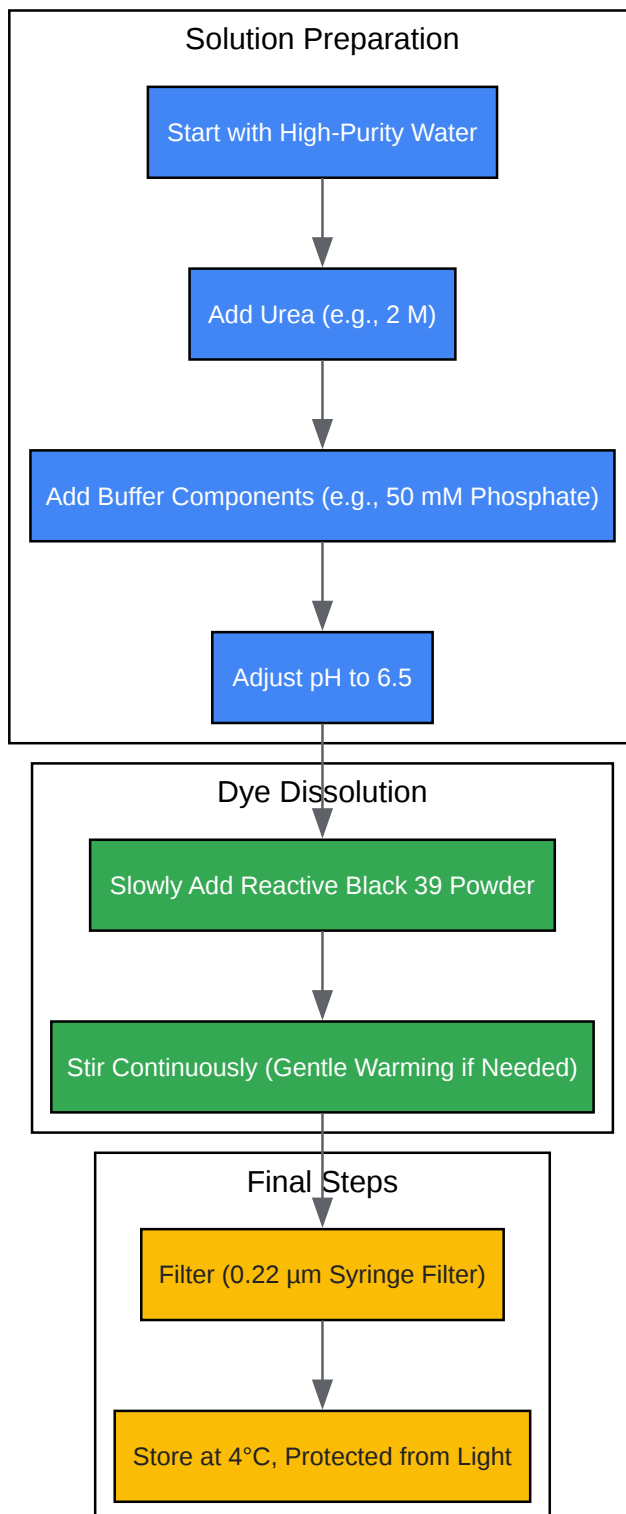 Solution Preparation
Start with High-Purity Water
Add Urea (e.g., 2 M)
Add Buffer Components (e.g., 50 mM Phosphate)
Adjust pH to 6.5
Dye Dissolution
Slowly Add Reactive Black 39 Powder
Stir Continuously (Gentle Warming if Needed)
Final Steps
Filter (0.22 µm Syringe Filter)
Store at 4°C, Protected from Light